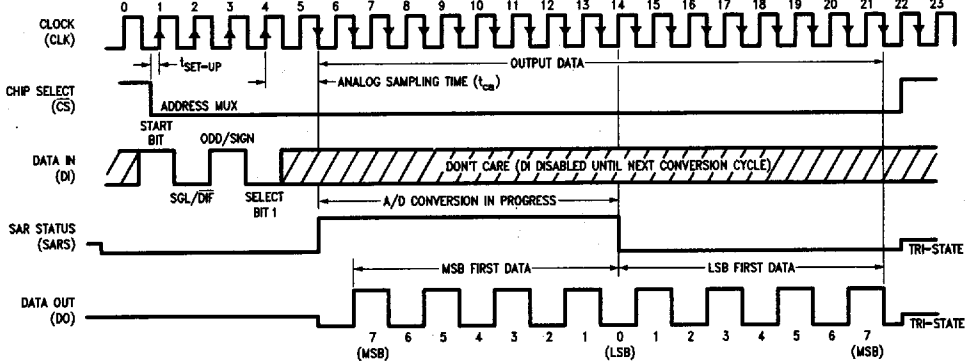 0 1 2 3 4 5 6 7 8 9 10 11 12 13 14 15 16 17 18 19 20 21 22 23
CLOCK
(CLK)
tSET-UP
OUTPUT DATA
ANALOG SAMPLING TIME (tca)
CHIP SELECT
(CS)
ADDRESS MUX
START
BIT
ODD/SIGN
DATA IN
(DI)
DON'T CARE (DI DISABLED UNTIL NEXT CONVERSION CYCLE)
SGL/DIF
SELECT
BIT 1
A/D CONVERSION IN PROGRESS
SAR STATUS
(SARS)
TRI-STATE
MSB FIRST DATA
LSB FIRST DATA
DATA OUT
(DO)
TRI-STATE
7 6 5 4 3 2 1 0 1 2 3 4 5 6 7
(MSB) (LSB) (MSB)